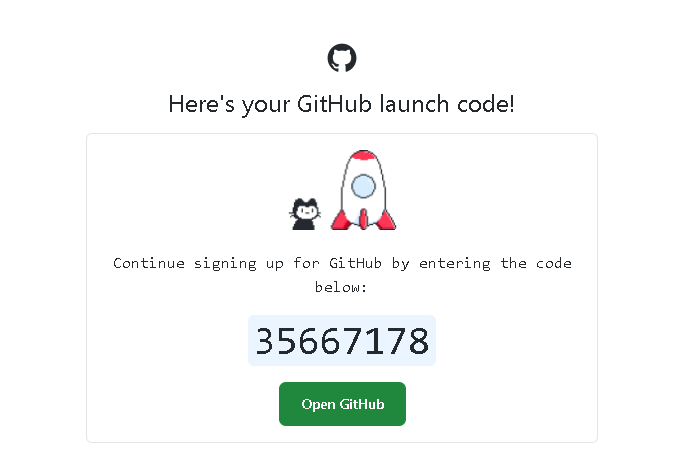 Here's your GitHub launch code!
Continue signing up for GitHub by entering the code
below:
35667178
Open GitHub